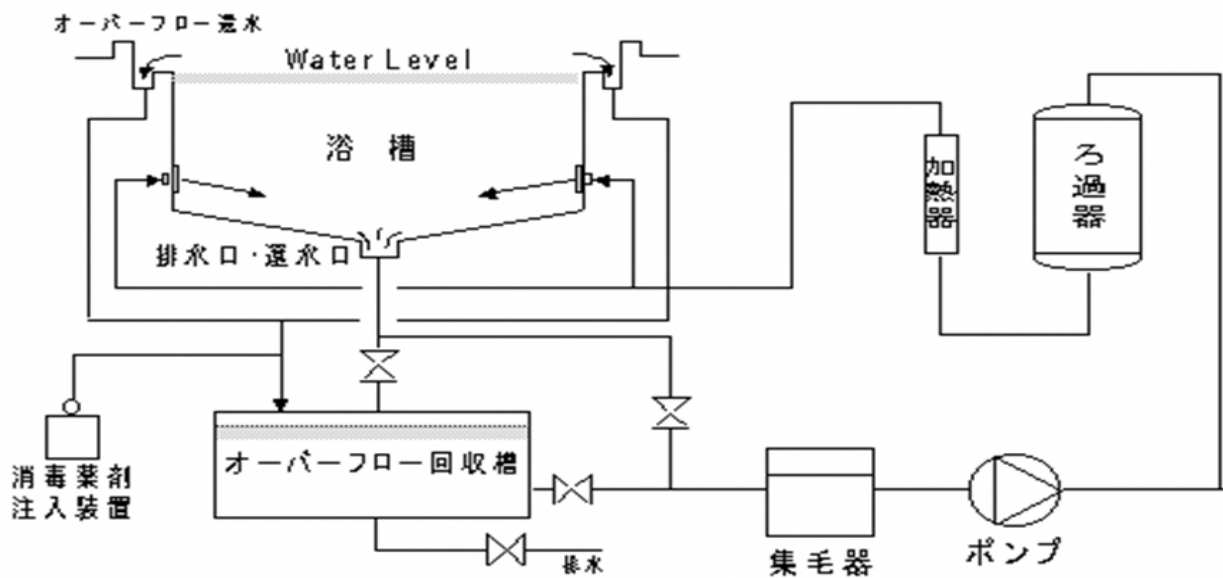 オーバーフロー還水
Water Level
浴槽
加熱器
ろ過器
排水口・還水口
オーバーフロー回収槽
消毒薬剤
注入装置
排水
集毛器
ポンプ